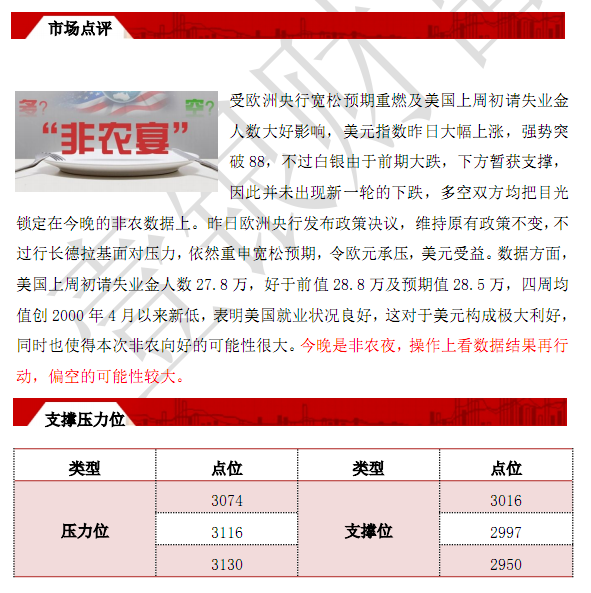 市场点评
多? 空?
“非农宴”
受欧洲央行宽松预期重燃及美国上周初请失业金
人数大好影响，美元指数昨日大幅上涨，强势突
破 88，不过白银由于前期大跌，下方暂获支撑，
因此并未出现新一轮的下跌，多空双方均把目光
锁定在今晚的非农数据上。昨日欧洲央行发布政策决议，维持原有政策不变，不
过行长德拉基面对压力，依然重申宽松预期，令欧元承压，美元受益。数据方面，
美国上周初请失业金人数 27.8 万，好于前值 28.8 万及预期值 28.5 万，四周均
值创 2000 年 4 月以来新低，表明美国就业状况良好，这对于美元构成极大利好，
同时也使得本次非农向好的可能性很大。今晚是非农夜，操作上看数据结果再行
动，偏空的可能性较大。
支撑压力位
类型 点位 类型 点位
3074 3016
压力位 3116 支撑位 2997
3130 2950